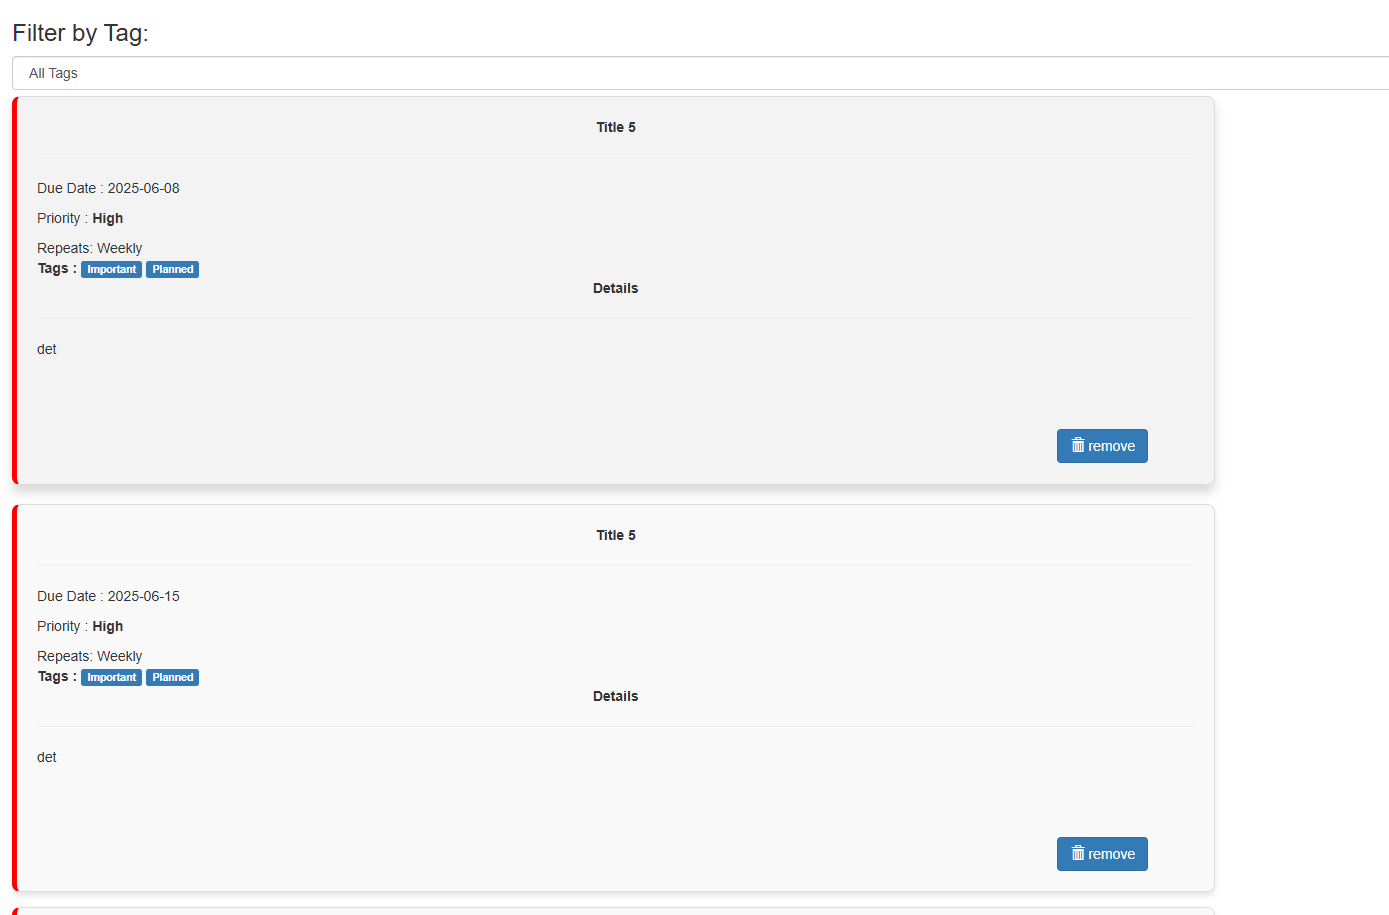 Filter by Tag:
All Tags
Title 5
Due Date : 2025-06-08
Priority : High
Repeats: Weekly
Tags : Important Planned
Details
det
remove
Title 5
Due Date : 2025-06-15
Priority : High
Repeats: Weekly
Tags : Important Planned
Details
det
remove